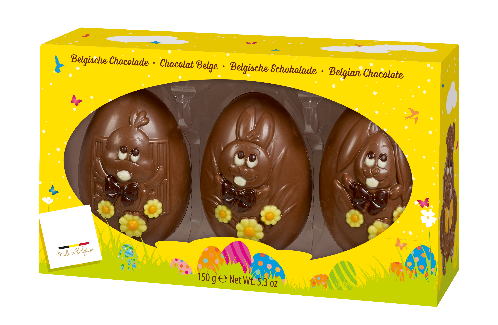 Belgische Chocolade • Chocolat Belge • Belgische Schokolade • Belgian Chocolate
150 g ℮ Net Wt. 5.3 oz